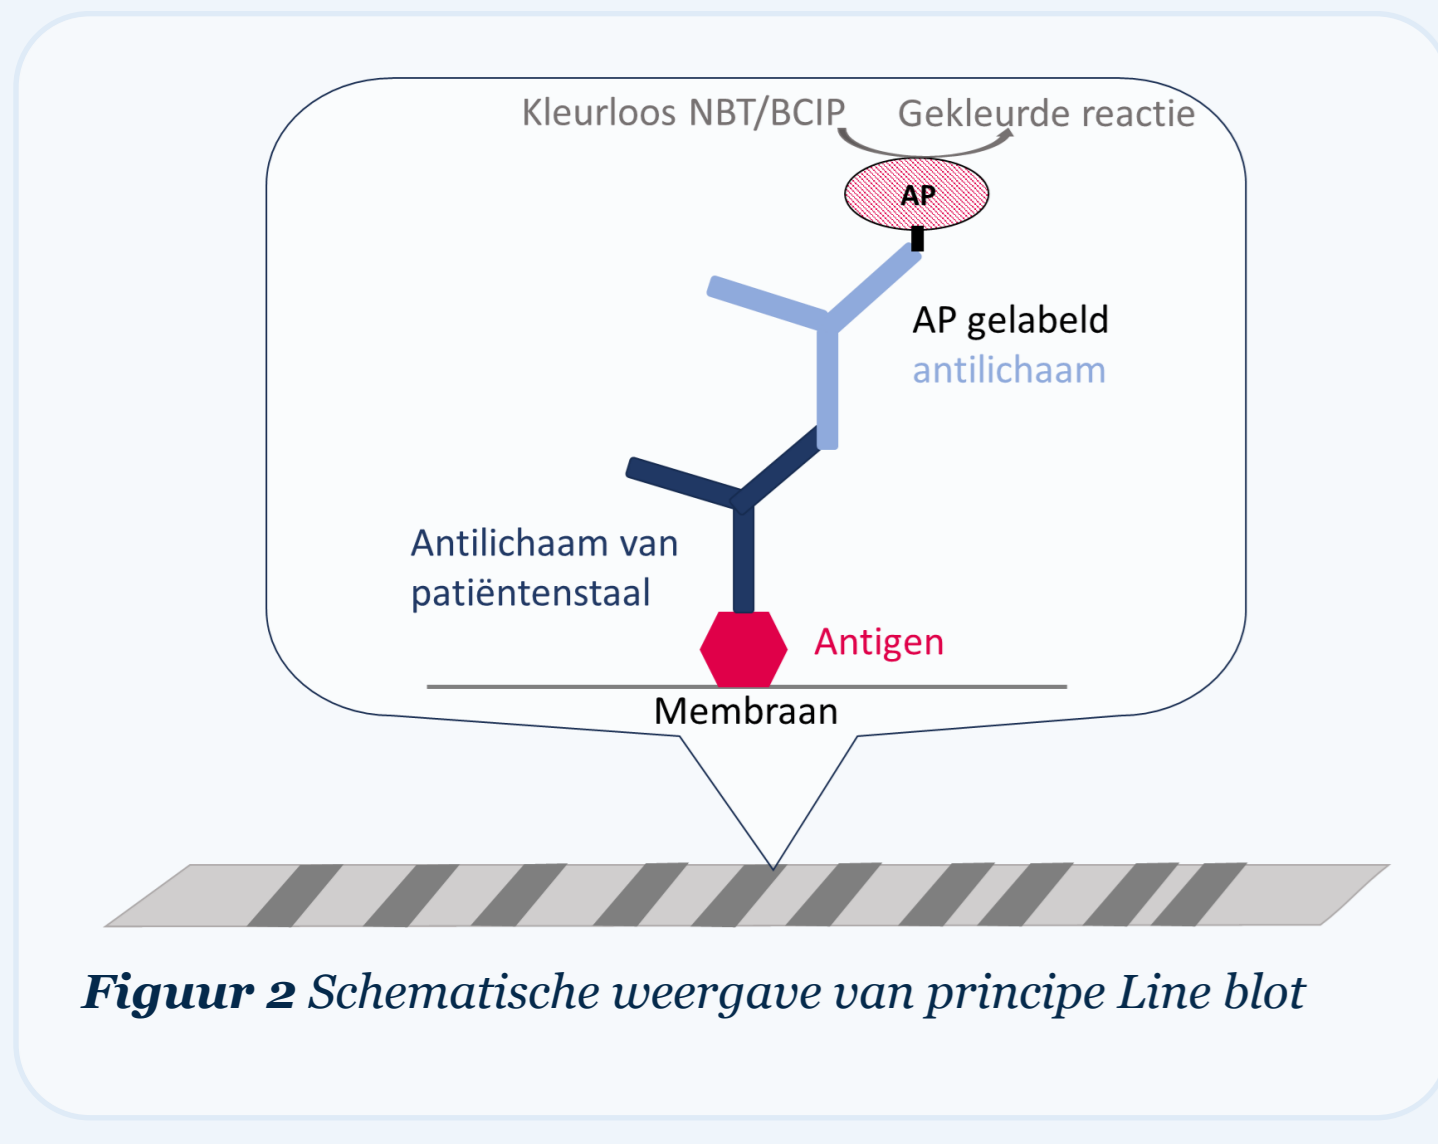 Kleurloos NBT/BCIP Gekleurde reactie
AP
AP gelabeld
antilichaam
Antilichaam van
patiëntenstaal
Antigen
Membraan
Figuur 2 Schematische weergave van principe Line blot